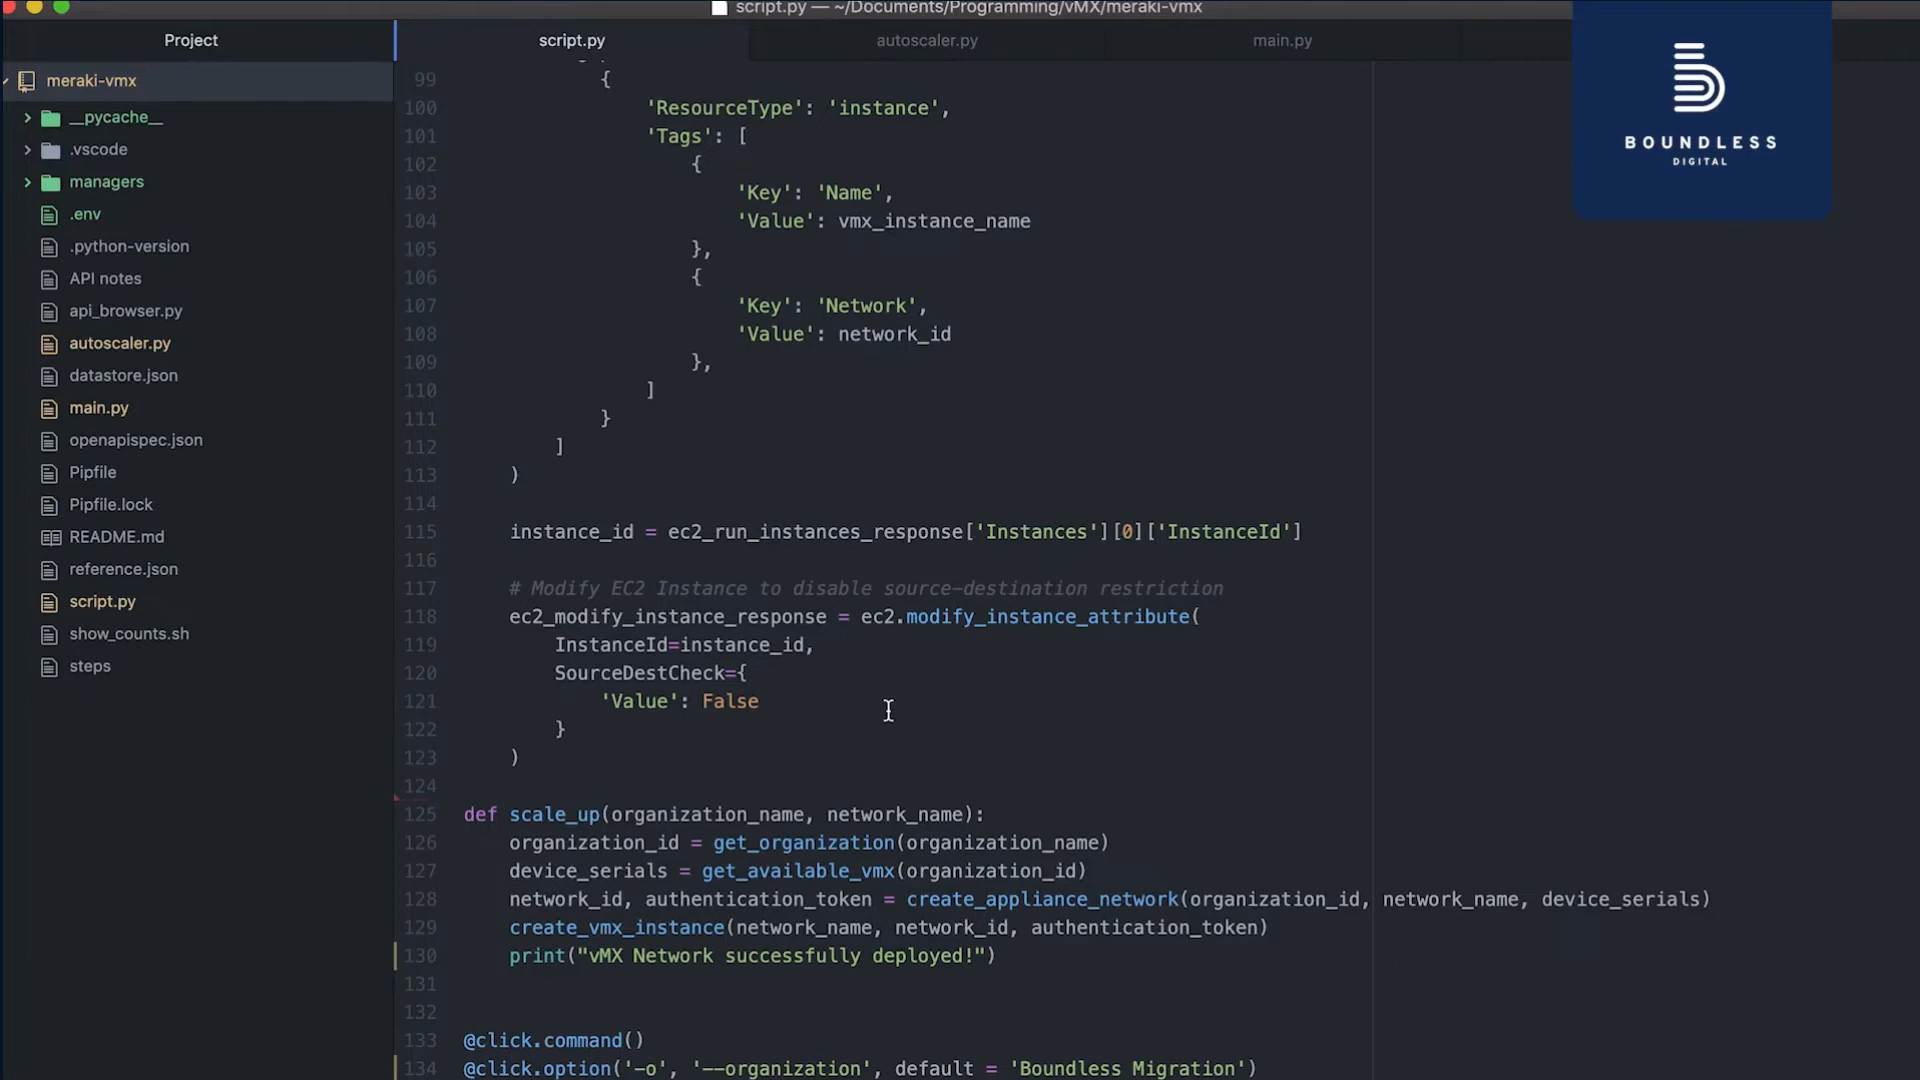 script.py — ~/Documents/Programming/vMX/meraki-vmx
Project
script.py
autoscaler.py
main.py
BOUNDLESS
DIGITAL
meraki-vmx
__pycache__
.vscode
managers
.env
.python-version
API notes
api_browser.py
autoscaler.py
datastore.json
main.py
openapispec.json
Pipfile
Pipfile.lock
README.md
reference.json
script.py
show_counts.sh
steps
99 {
100 'ResourceType': 'instance',
101 'Tags': [
102 {
103 'Key': 'Name',
104 'Value': vmx_instance_name
105 },
106 {
107 'Key': 'Network',
108 'Value': network_id
109 },
110 ]
111 }
112 ]
113 )
114
115 instance_id = ec2_run_instances_response['Instances'][0]['InstanceId']
116
117 # Modify EC2 Instance to disable source-destination restriction
118 ec2_modify_instance_response = ec2.modify_instance_attribute(
119 InstanceId=instance_id,
120 SourceDestCheck={
121 'Value': False
122 }
123 )
124
125 def scale_up(organization_name, network_name):
126 organization_id = get_organization(organization_name)
127 device_serials = get_available_vmx(organization_id)
128 network_id, authentication_token = create_appliance_network(organization_id, network_name, device_serials)
129 create_vmx_instance(network_name, network_id, authentication_token)
130 print("vMX Network successfully deployed!")
131
132
133 @click.command()
134 @click.option('-o', '--organization', default = 'Boundless Migration')